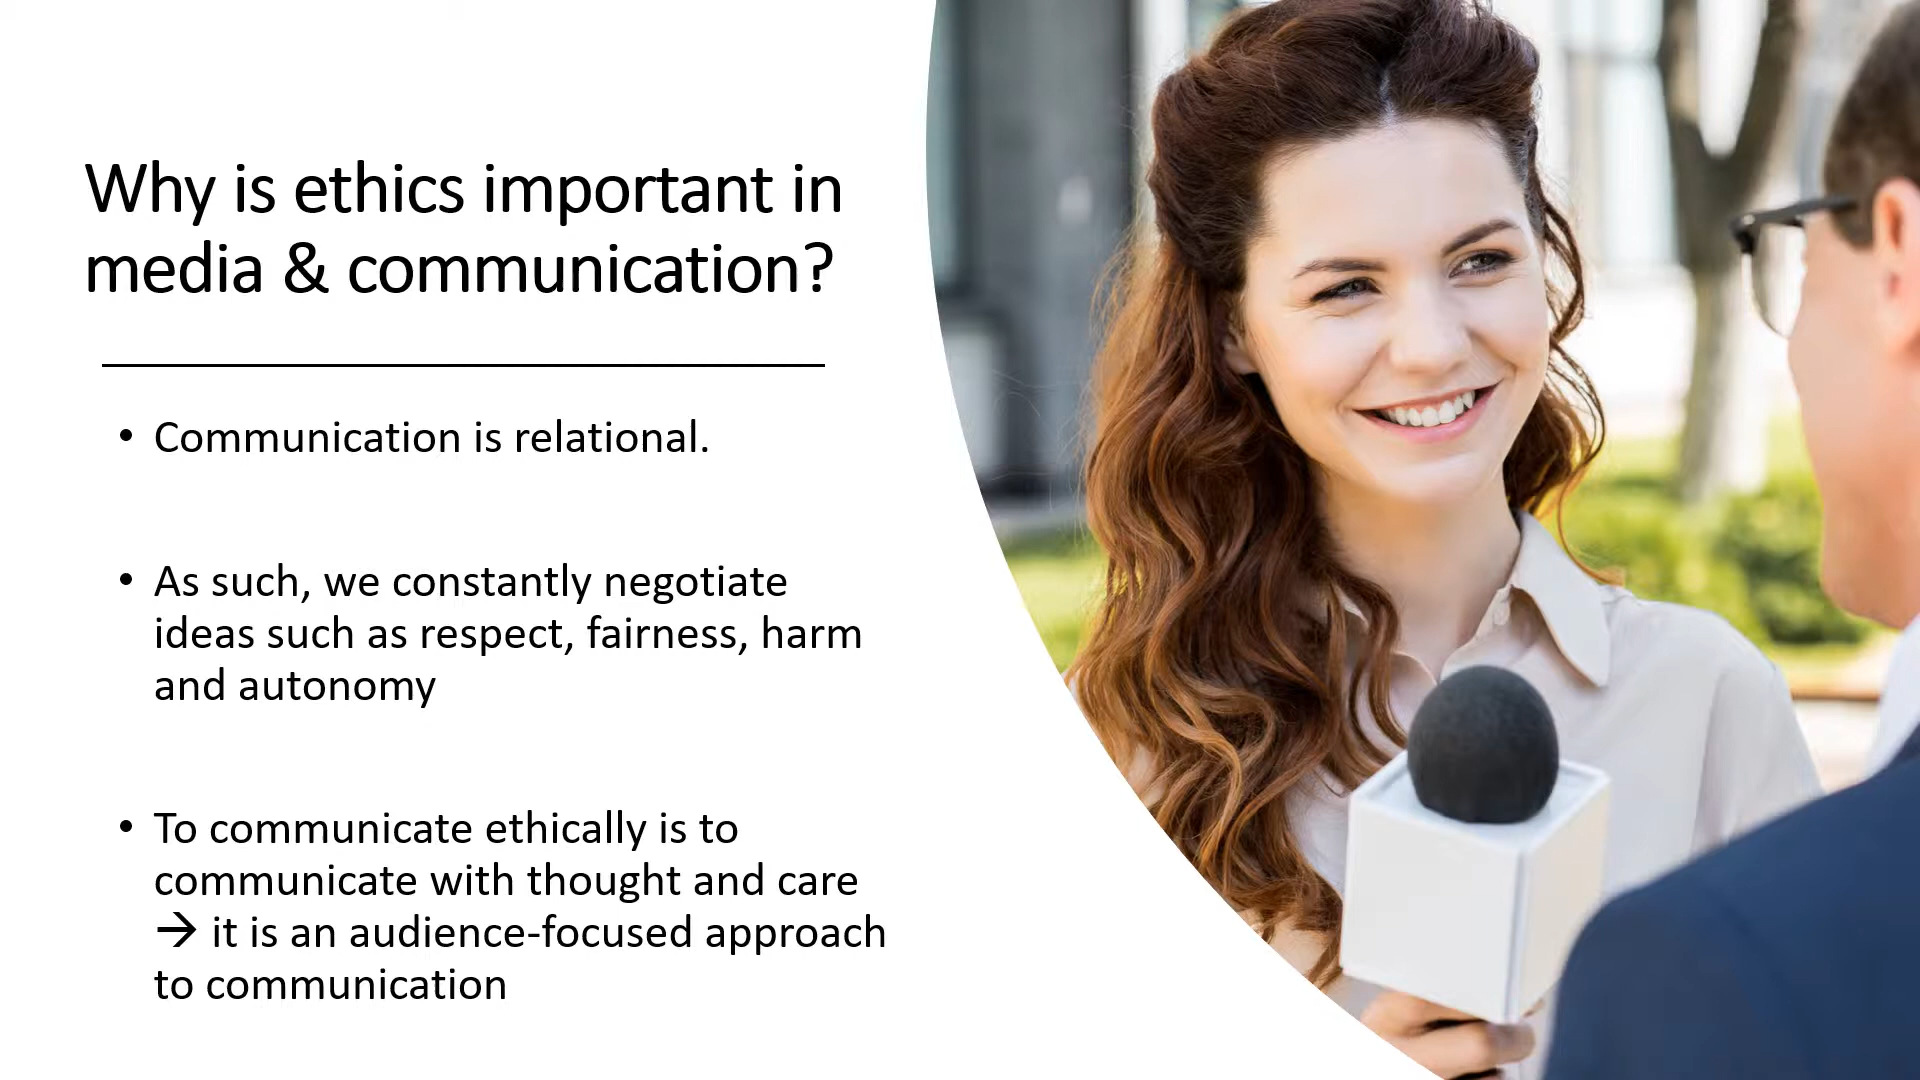 Why is ethics important in
media & communication?
• Communication is relational.
• As such, we constantly negotiate
ideas such as respect, fairness, harm
and autonomy
• To communicate ethically is to
communicate with thought and care
→ it is an audience-focused approach
to communication